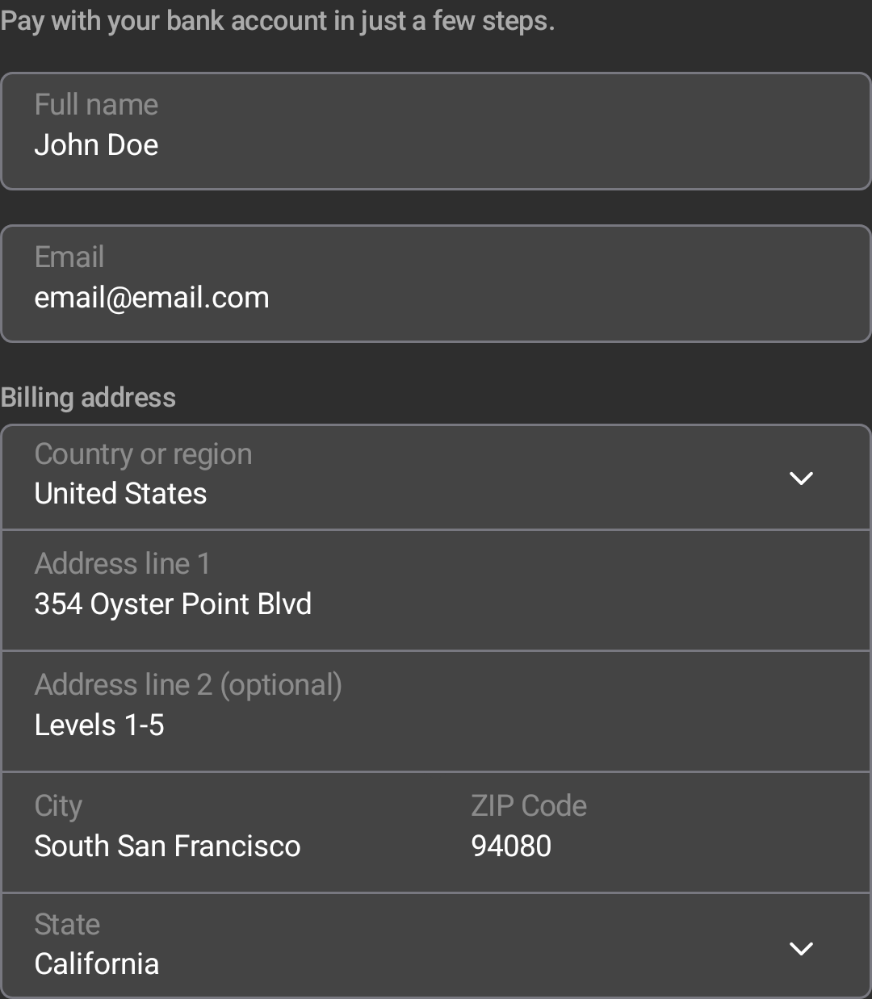 Pay with your bank account in just a few steps.
Full name
John Doe
Email
email@email.com
Billing address
Country or region
United States
Address line 1
354 Oyster Point Blvd
Address line 2 (optional)
Levels 1-5
City
South San Francisco
ZIP Code
94080
State
California